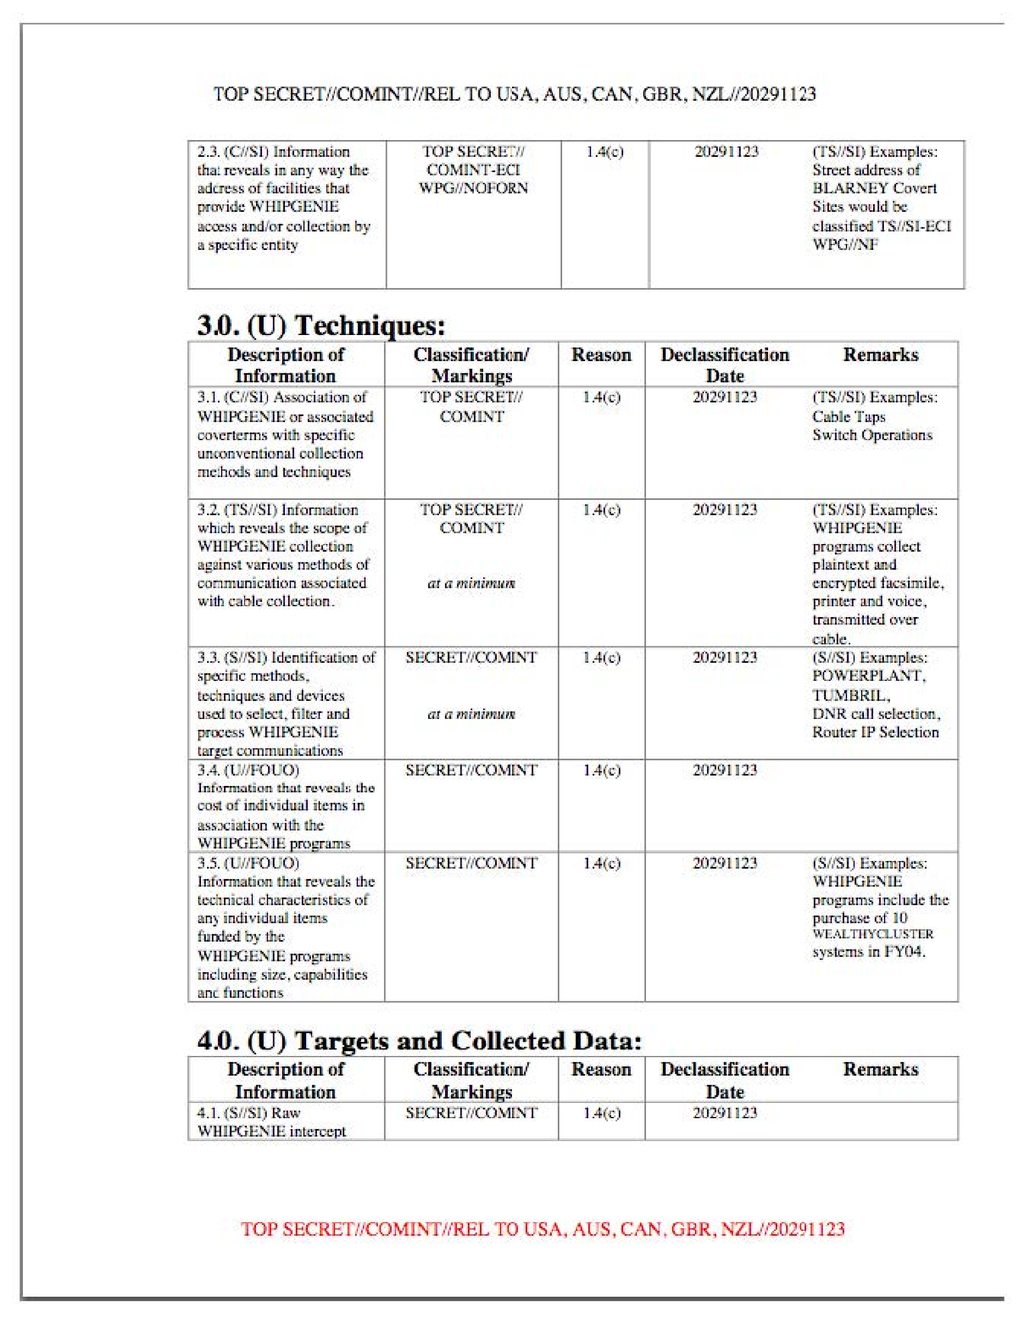 TOP SECRET//COMINT//REL TO USA, AUS, CAN, GBR, NZL//20291123
2.3. (C//SI) Information
that reveals in any way the
address of facilities that
provide WHIPGENIE
access and/or collection by
a specific entity
TOP SECRET//
COMINT-ECI
WPG//NOFORN
1.4(c)
20291123
(TS//SI) Examples:
Street address of
BLARNEY Covert
Sites would be
classified TS//SI-ECI
WPG//NF
3.0. (U) Techniques:
Description of
Information
Classification/
Markings
Reason
Declassification
Date
Remarks
3.1. (C//SI) Association of
WHIPGENIE or associated
coverterms with specific
unconventional collection
methods and techniques
TOP SECRET//
COMINT
1.4(c)
20291123
(TS//SI) Examples:
Cable Taps
Switch Operations
3.2. (TS//SI) Information
which reveals the scope of
WHIPGENIE collection
against various methods of
communication associated
with cable collection.
TOP SECRET//
COMINT
at a minimum
1.4(c)
20291123
(TS//SI) Examples:
WHIPGENIE
programs collect
plaintext and
encrypted facsimile,
printer and voice,
transmitted over
cable.
3.3. (S//SI) Identification of
specific methods,
techniques and devices
used to select, filter and
process WHIPGENIE
target communications
SECRET//COMINT
at a minimum
1.4(c)
20291123
(S//SI) Examples:
POWERPLANT,
TUMBRIL,
DNR call selection,
Router IP Selection
3.4. (U//FOUO)
Information that reveals the
cost of individual items in
association with the
WHIPGENIE programs
SECRET//COMINT
1.4(c)
20291123
3.5. (U//FOUO)
Information that reveals the
technical characteristics of
any individual items
funded by the
WHIPGENIE programs
including size, capabilities
and functions
SECRET//COMINT
1.4(c)
20291123
(S//SI) Examples:
WHIPGENIE
programs include the
purchase of 10
WEALTHYCLUSTER
systems in FY04.
4.0. (U) Targets and Collected Data:
Description of
Information
Classification/
Markings
Reason
Declassification
Date
Remarks
4.1. (S//SI) Raw
WHIPGENIE intercept
SECRET//COMINT
1.4(c)
20291123
TOP SECRET//COMINT//REL TO USA, AUS, CAN, GBR, NZL//20291123